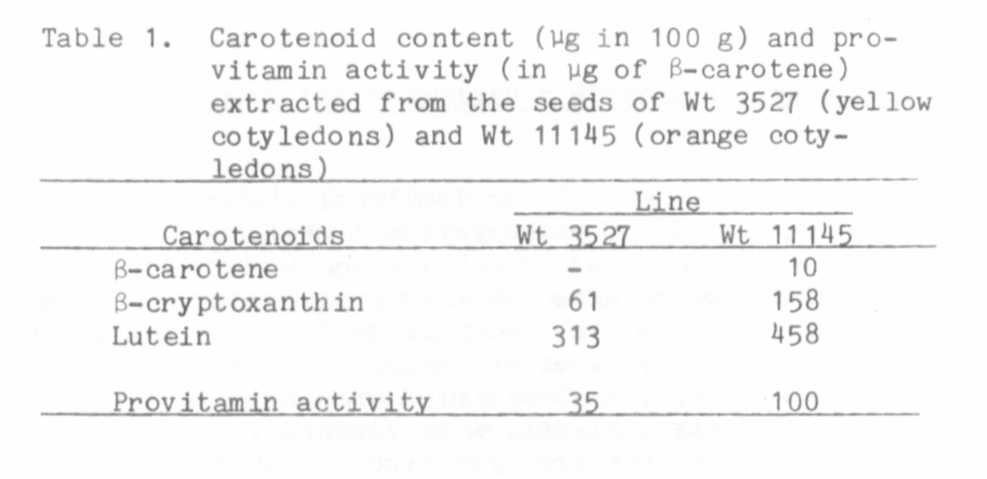 Table 1. Carotenoid content (μg in 100 g) and pro-
vitamin activity (in μg of β-carotene)
extracted from the seeds of Wt 3527 (yellow
cotyledons) and Wt 11145 (orange coty-
ledons)
Line
Carotenoids Wt 3527 Wt 11145
β-carotene - 10
β-cryptoxanthin 61 158
Lutein 313 458
Provitamin activity 35 100